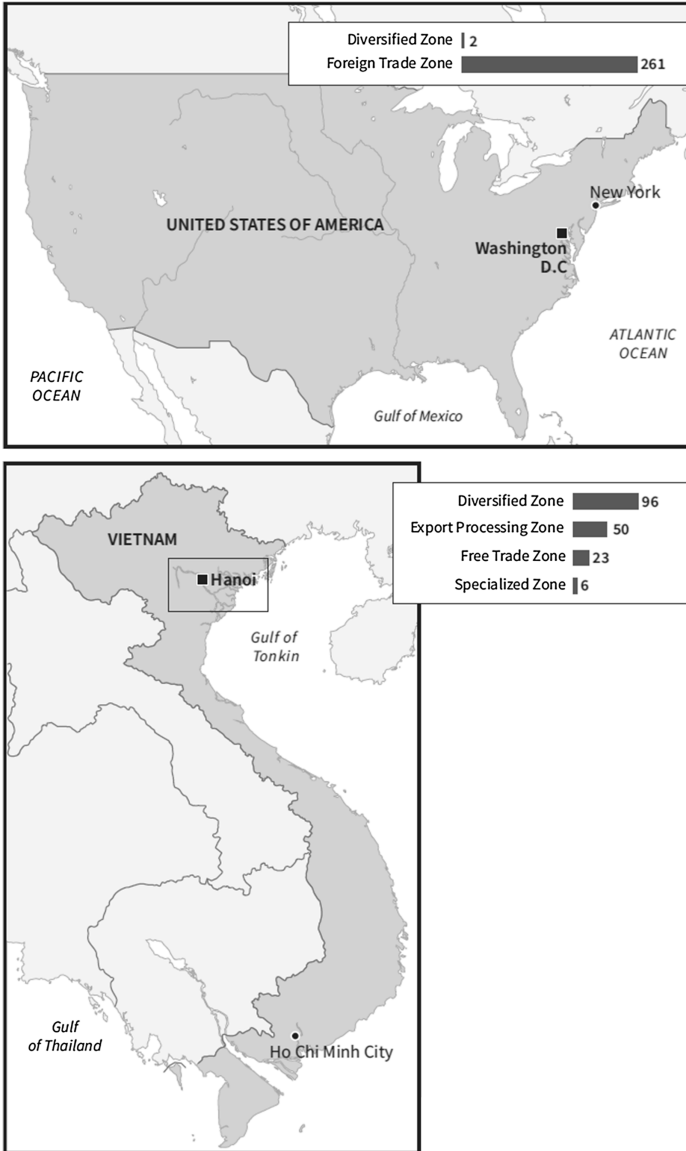 Diversified Zone 2
Foreign Trade Zone 261
New York
UNITED STATES OF AMERICA
Washington
D.C
ATLANTIC
OCEAN
PACIFIC
OCEAN
Gulf of Mexico
Diversified Zone 96
Export Processing Zone 50
Free Trade Zone 23
Specialized Zone 6
VIETNAM
Hanoi
Gulf of
Tonkin
Gulf
of Thailand
Ho Chi Minh City